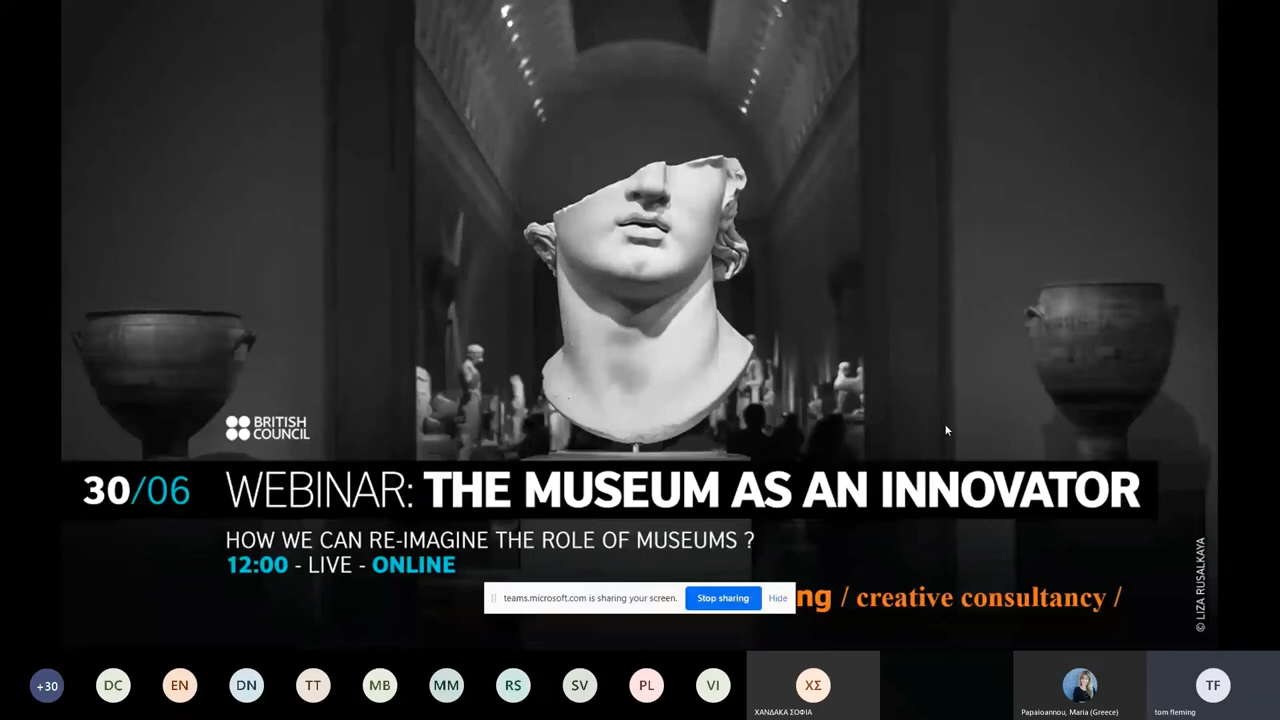 BRITISH
COUNCIL
30/06 WEBINAR: THE MUSEUM AS AN INNOVATOR
HOW WE CAN RE-IMAGINE THE ROLE OF MUSEUMS ?
12:00 - LIVE - ONLINE
teams.microsoft.com is sharing your screen. Stop sharing Hide
ng / creative consultancy /
© LIZA RUSALKAYA
+30 DC EN DN TT MB MM RS SV PL VI ΧΣ TF
ΧΑΝΔΑΚΑ ΣΟΦΙΑ
Papaioannou, Maria (Greece)
tom fleming